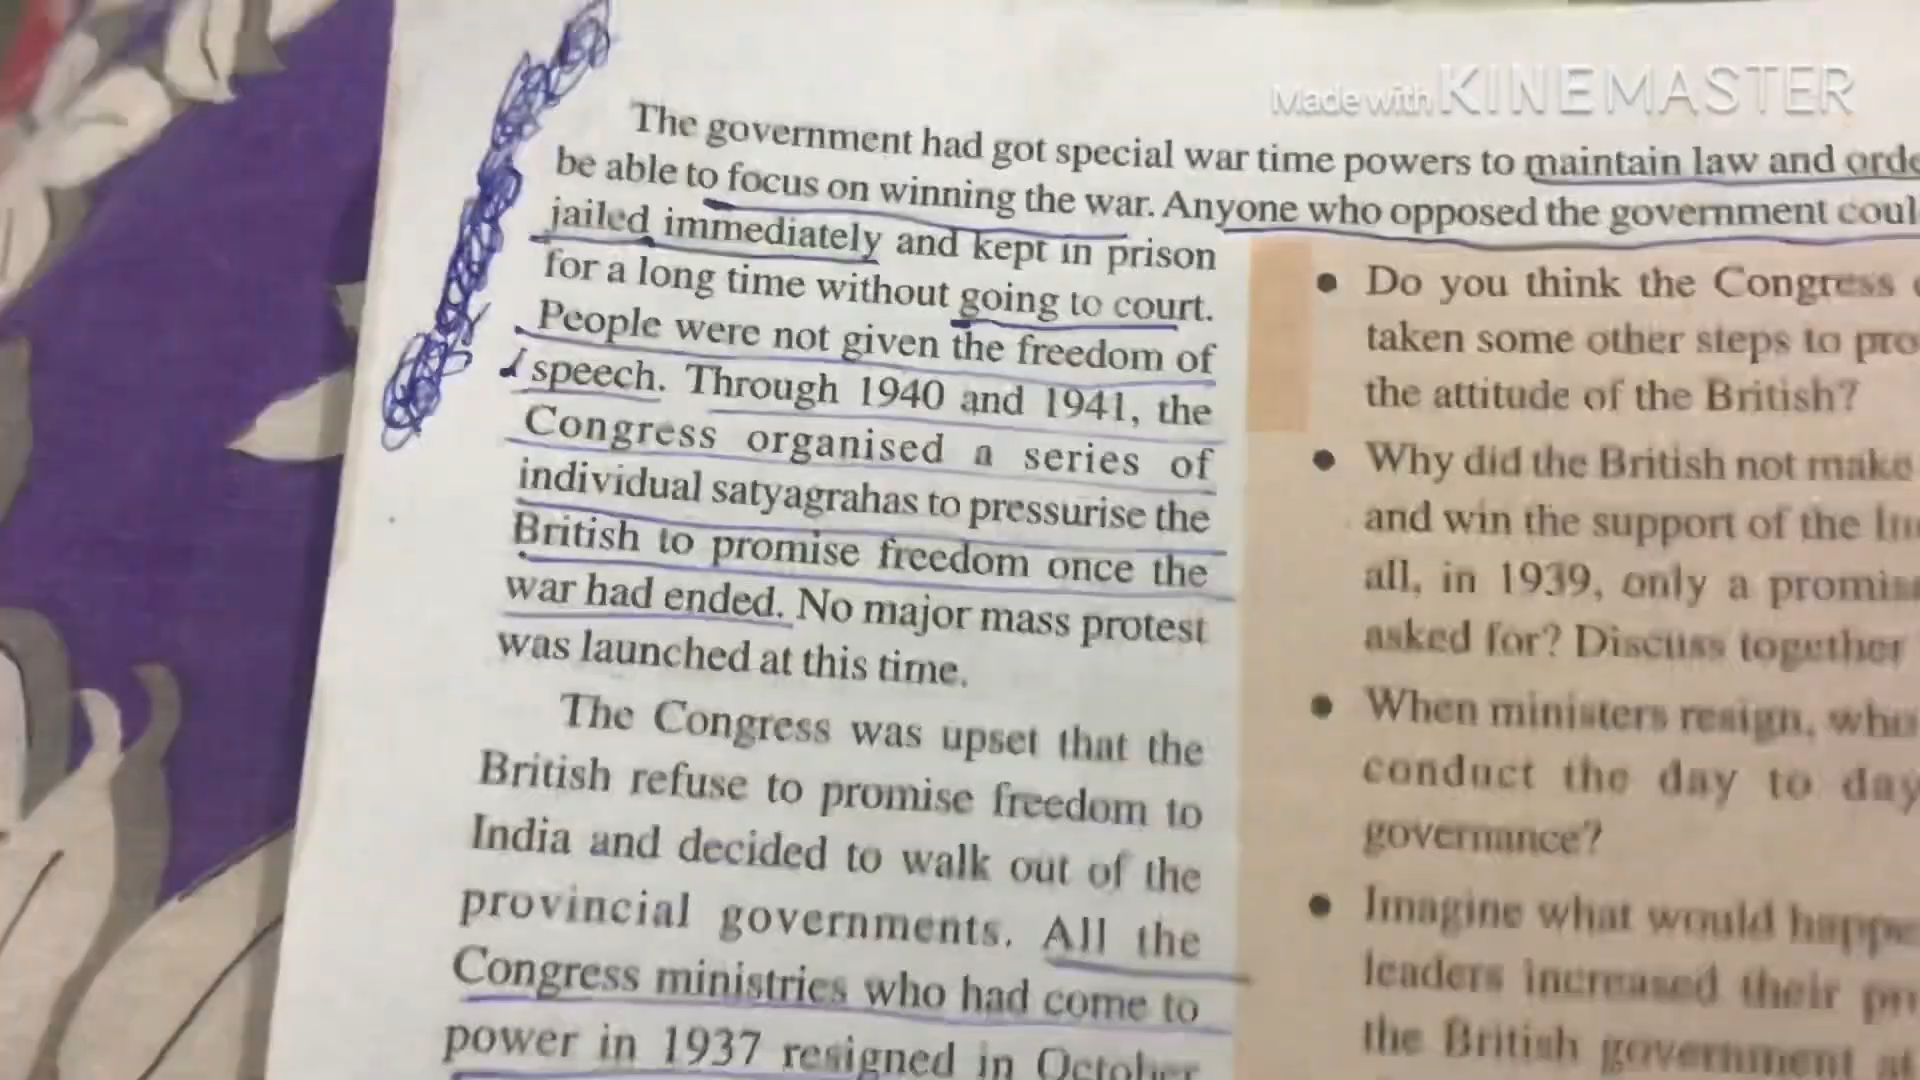 Made with KINEMASTER
The government had got special war time powers to maintain law and
be able to focus on winning the war. Anyone who opposed the government
jailed immediately and kept in prison
for a long time without going to court.
People were not given the freedom of
speech. Through 1940 and 1941, the
Congress organised a series of
individual satyagrahas to pressurise the
British to promise freedom once the
war had ended. No major mass protest
was launched at this time.
The Congress was upset that the
British refuse to promise freedom to
India and decided to walk out of the
provincial governments. All the
Congress ministries who had come to
power in 1937 resigned in October
• Do you think the Congress
taken some other steps to
the attitude of the British?
• Why did the British not make
and win the support of the
all, in 1939, only a
asked for? Discuss together
• When ministers resign, who
conduct the day to day
governance?
• Imagine what would
leaders increased their
the British government